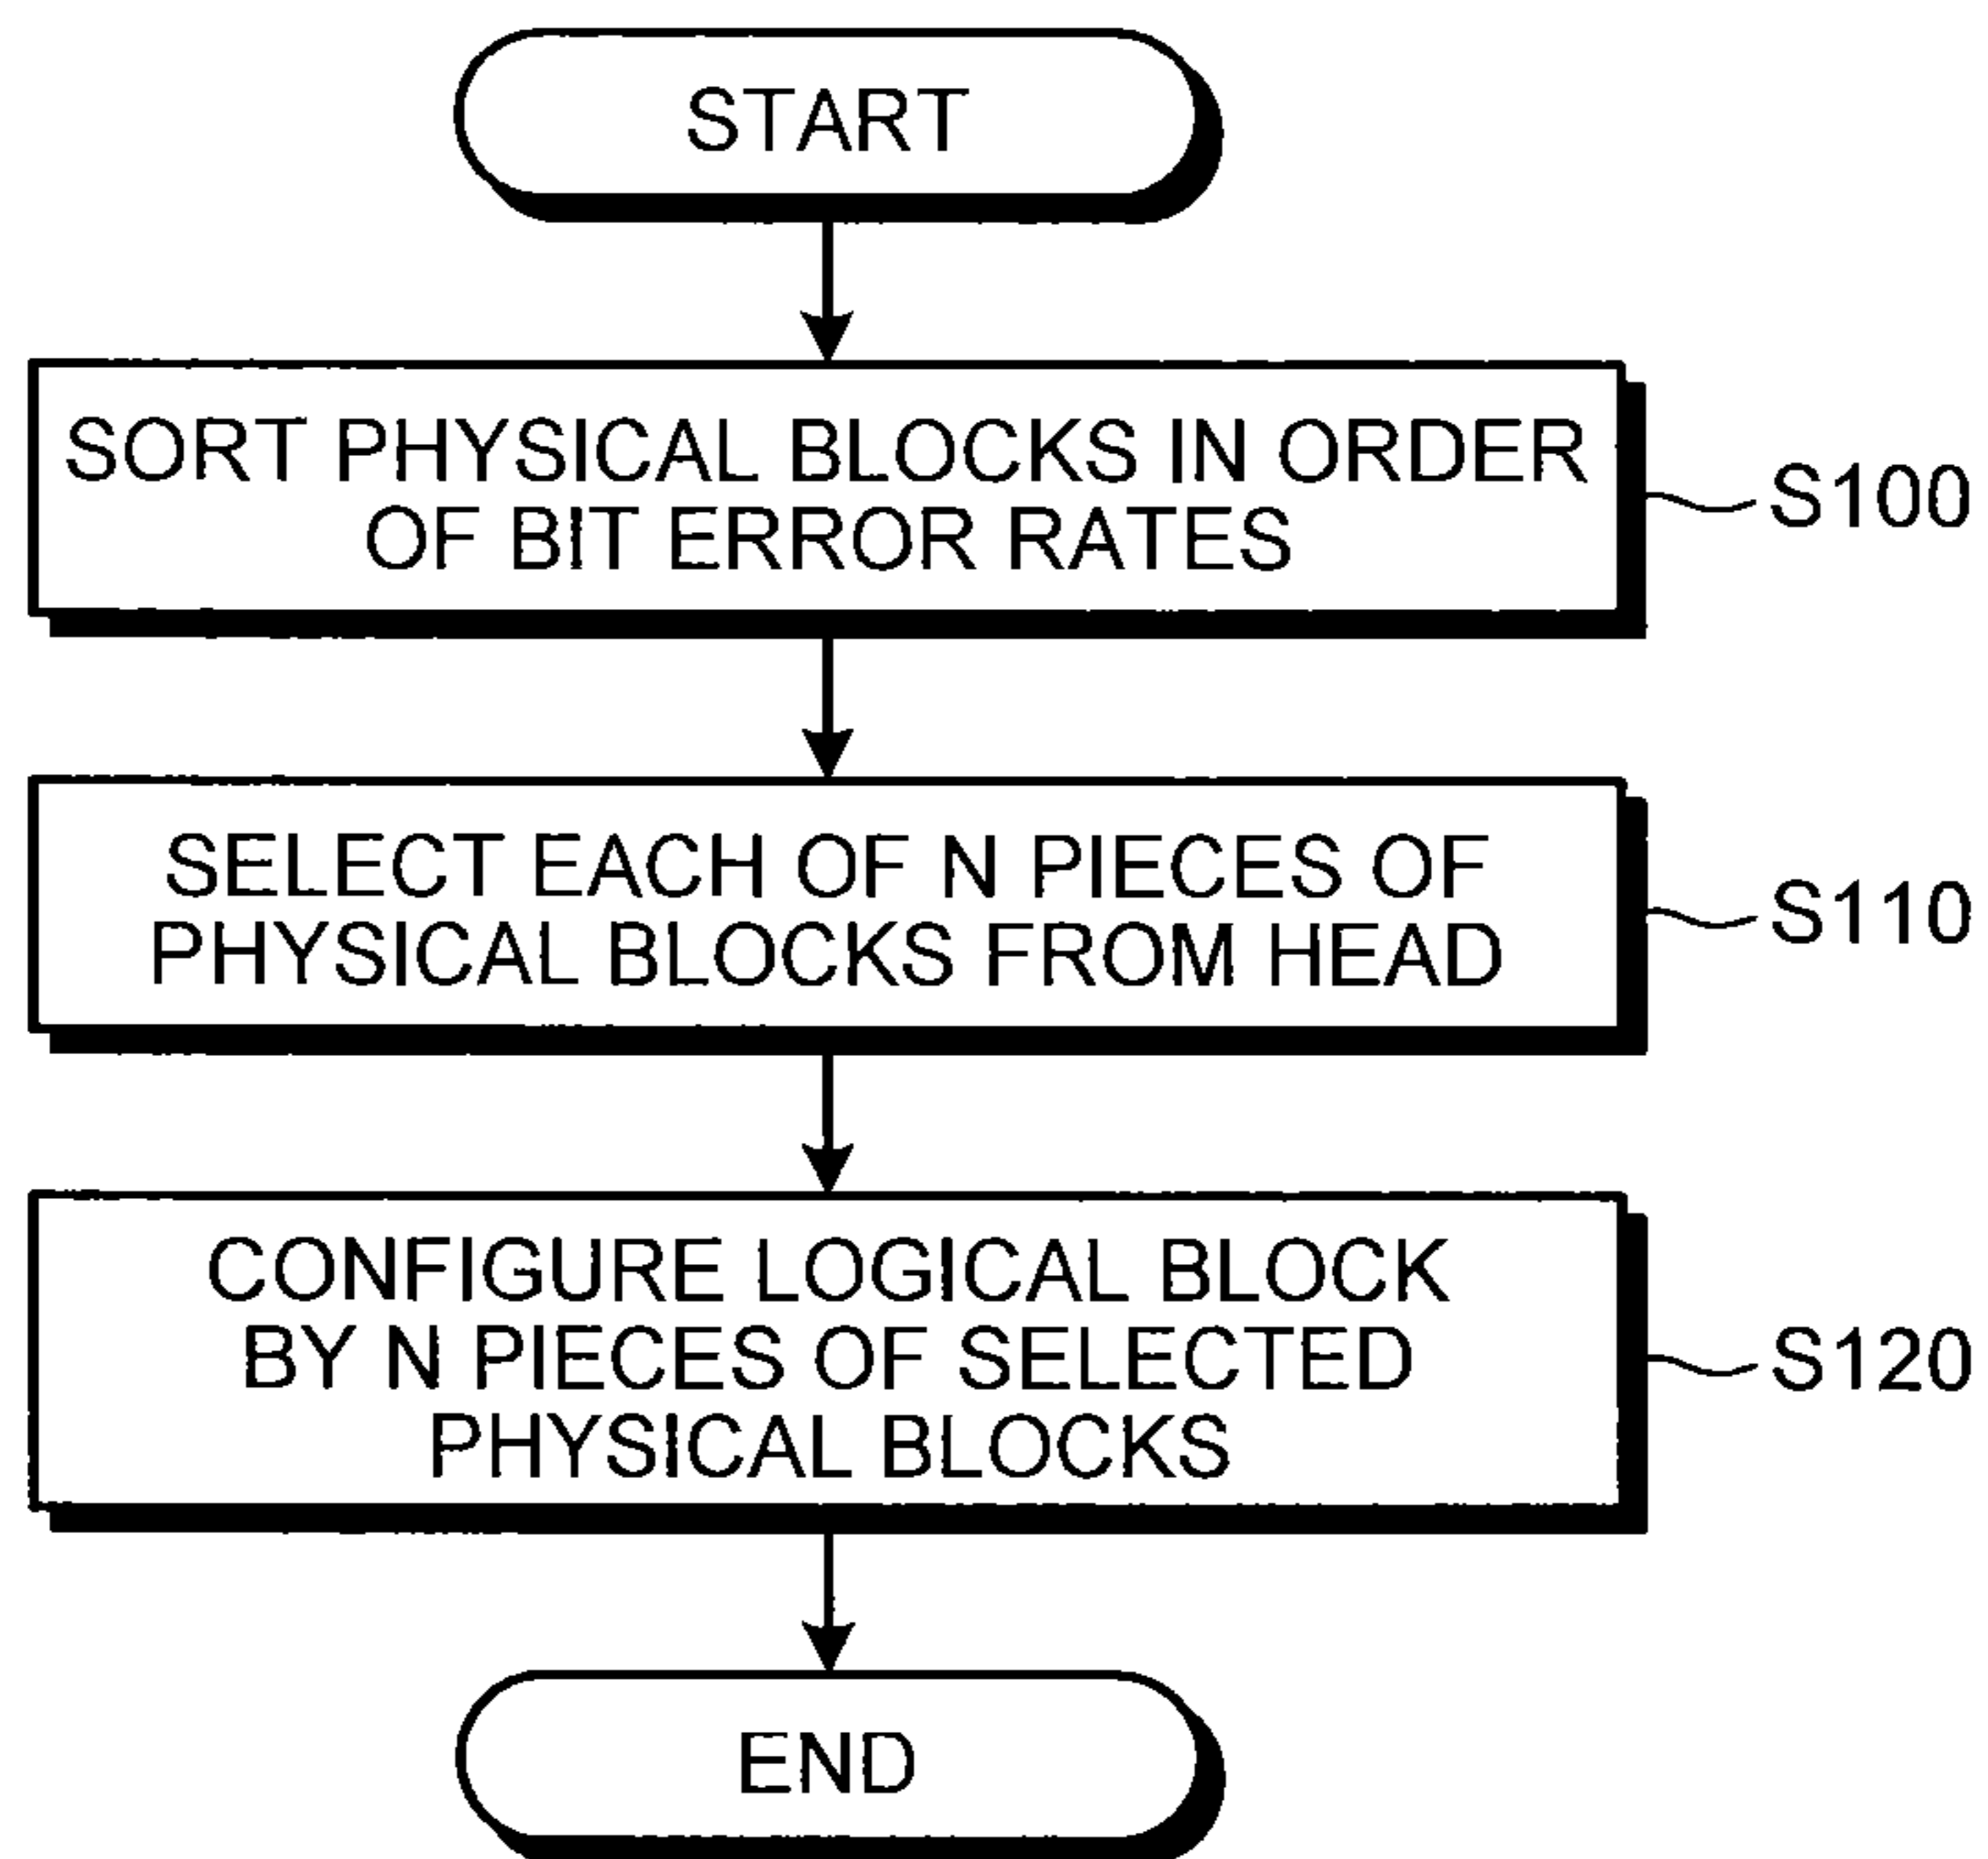 START
SORT PHYSICAL BLOCKS IN ORDER
OF BIT ERROR RATES
S100
SELECT EACH OF N PIECES OF
PHYSICAL BLOCKS FROM HEAD
S110
CONFIGURE LOGICAL BLOCK
BY N PIECES OF SELECTED
PHYSICAL BLOCKS
S120
END